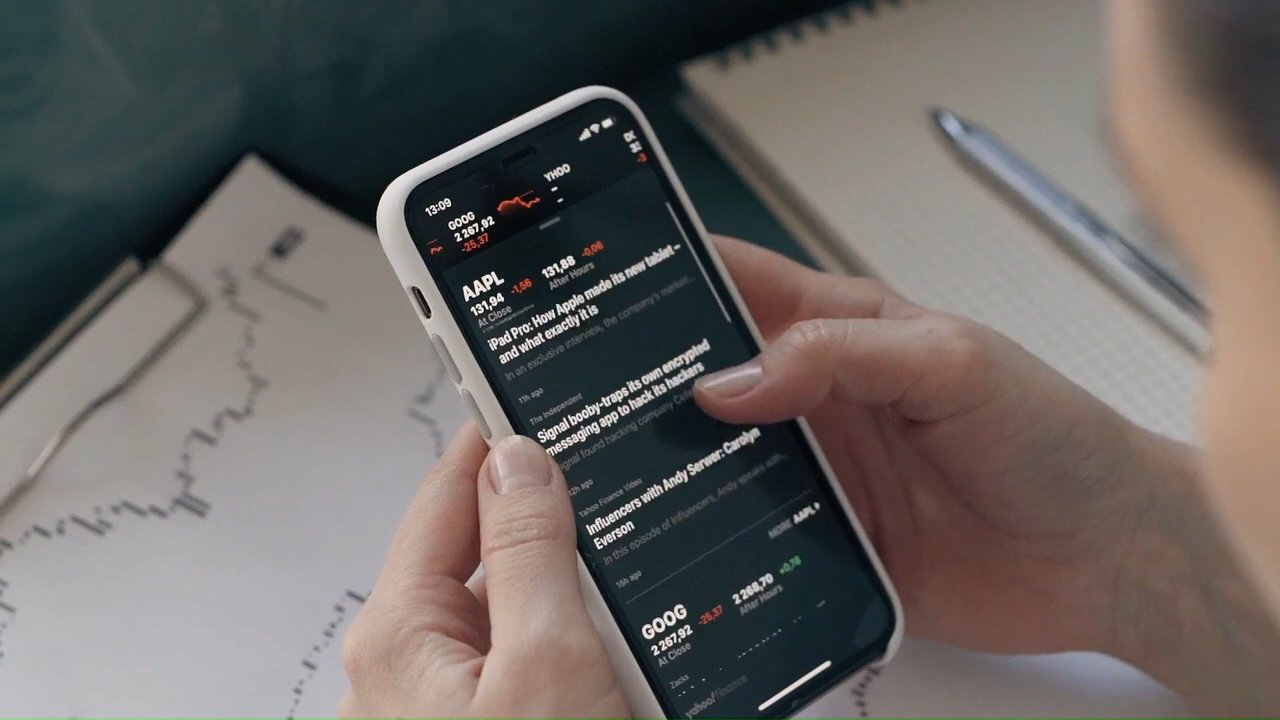 13:09
GOOG
2 267,92
-25,37
YHOO
AAPL
131,94 -1,56
At Close
131,88 -0,06
After Hours
iPad Pro: How Apple made its new tablet –
and what exactly it is
In an exclusive interview, the company's market...
11h ago
The Independent
Signal booby-traps its own encrypted
messaging app to hack its hackers
signal found hacking company
12h ago
Yahoo Finance Video
Influencers with Andy Serwer: Carolyn
Everson
In this episode of Influencers, Andy speaks with...
15h ago
MORE AAPL
GOOG
2 267,92 -25,37
At Close
2 268,70 +0,78
After Hours
Zacks
yahoo/finance